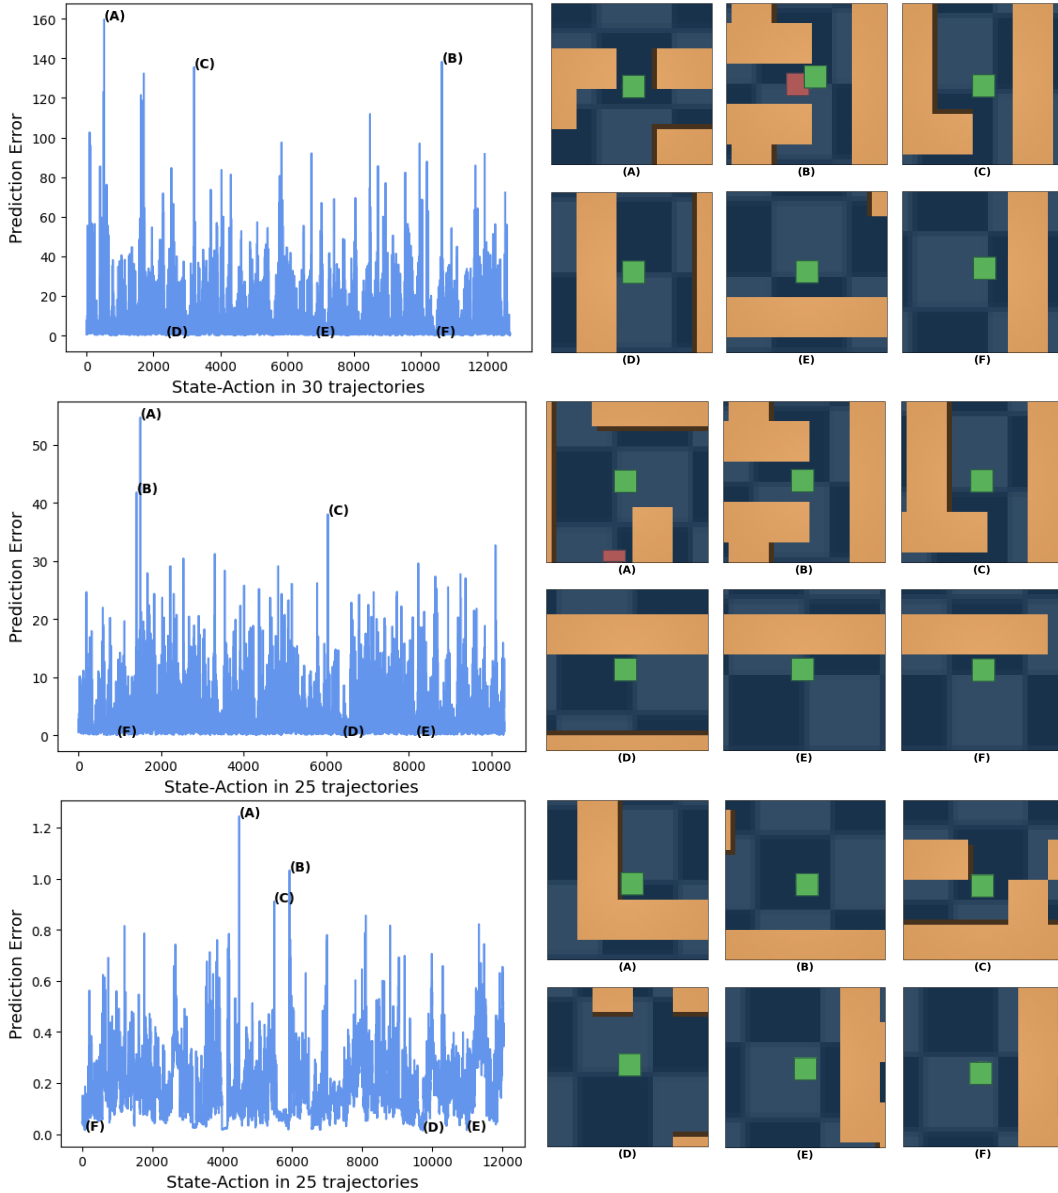 160
140
120
100
80
60
40
20
0
Prediction Error
(A)
(B)
(C)
(D)
(E)
(F)
0 2000 4000 6000 8000 10000 12000
State-Action in 30 trajectories
(A) (B) (C)
(D) (E) (F)
50
40
30
20
10
0
Prediction Error
(A)
(B)
(C)
(F) (D) (E)
0 2000 4000 6000 8000 10000
State-Action in 25 trajectories
(A) (B) (C)
(D) (E) (F)
1.2
1.0
0.8
0.6
0.4
0.2
0.0
Prediction Error
(A)
(B)
(C)
(F) (D) (E)
0 2000 4000 6000 8000 10000 12000
State-Action in 25 trajectories
(A) (B) (C)
(D) (E) (F)